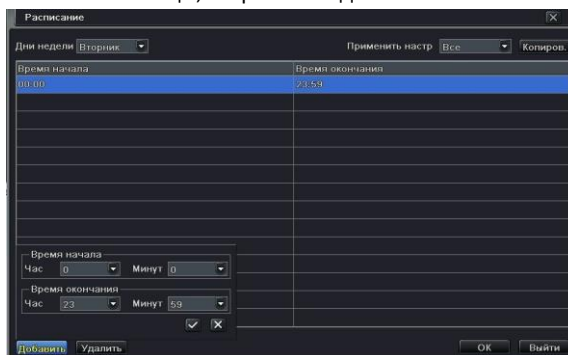 Расписание
Дни недели Вторник Применить настр Все Копиров.
Время начала Время окончания
00:00 23:59
Время начала
Час 0 Минут 0
Время окончания
Час 23 Минут 59
Добавить Удалить ОК Выйти